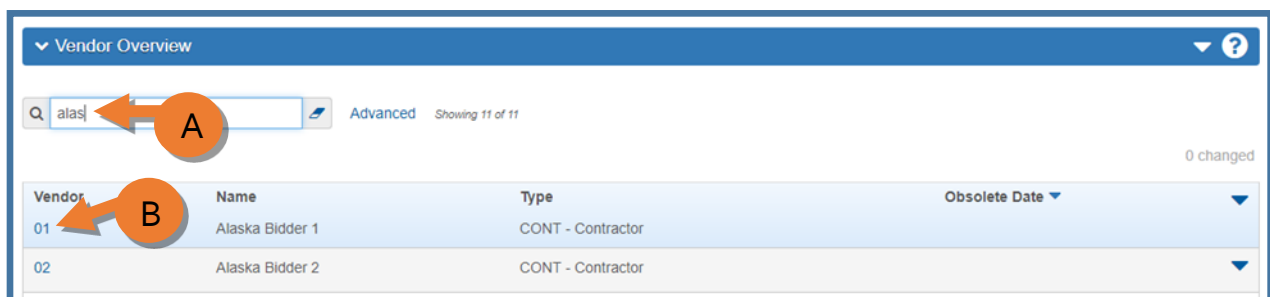 Vendor Overview ?
alas Advanced Showing 11 of 11
A
0 changed
Vendor Name Type Obsolete Date
B
01 Alaska Bidder 1 CONT - Contractor
02 Alaska Bidder 2 CONT - Contractor